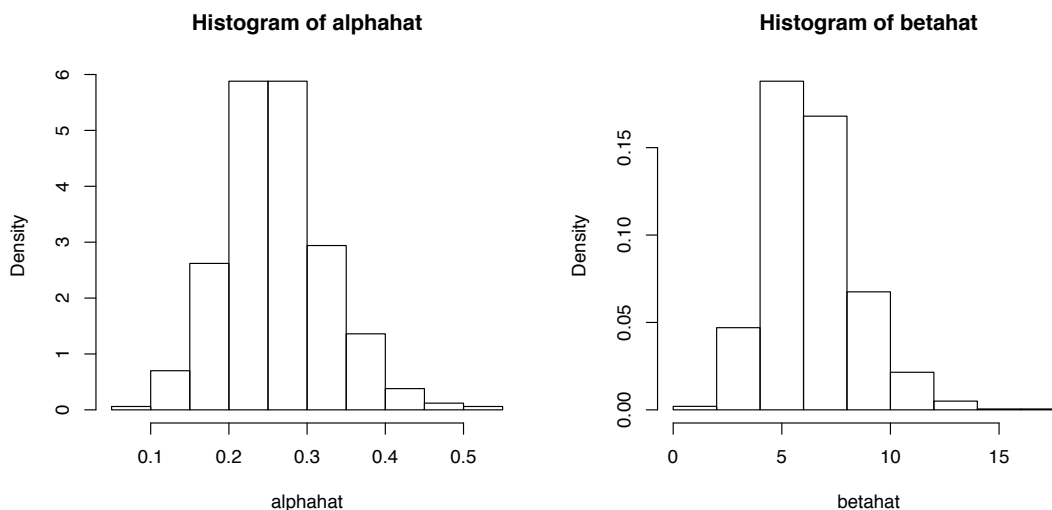 Histogram of alphahat
Density
0 1 2 3 4 5 6
0.1 0.2 0.3 0.4 0.5
alphahat
Histogram of betahat
Density
0.00 0.05 0.10 0.15
0 5 10 15
betahat